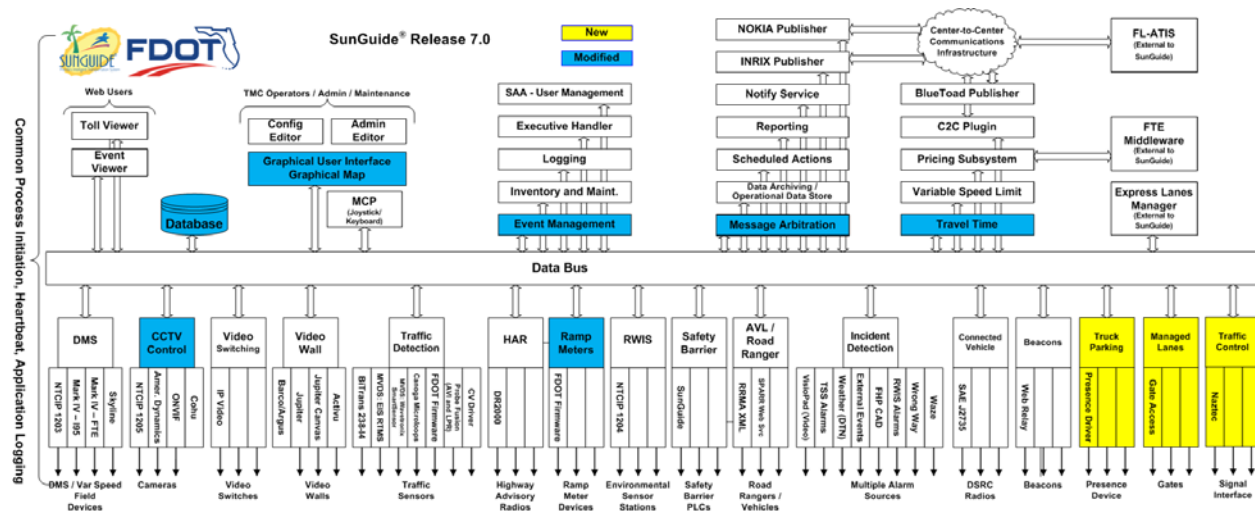 SUNGUIDE
FDOT
SunGuide® Release 7.0
New
Modified
Common Process Initiation, Heartbeat, Application Logging
Web Users
Toll Viewer
Event
Viewer
TMC Operators / Admin / Maintenance
Config
Editor
Admin
Editor
Graphical User Interface
Graphical Map
Database
MCP
(Joystick/
Keyboard)
SAA - User Management
Executive Handler
Logging
Inventory and Maint.
Event Management
NOKIA Publisher
INRIX Publisher
Notify Service
Reporting
Scheduled Actions
Data Archiving /
Operational Data Store
Message Arbitration
Center-to-Center
Communications
Infrastructure
BlueToad Publisher
C2C Plugin
Pricing Subsystem
Variable Speed Limit
Travel Time
FL-ATIS
(External to
SunGuide)
FTE
Middleware
(External to
SunGuide)
Express Lanes
Manager
(External to
SunGuide)
Data Bus
DMS
NTCIP 1203
Mark IV – I95
Mark IV – FTE
Skyline
DMS / Var Speed
Field
Devices
CCTV
Control
NTCIP 1205
Amer. Dynamics
ONVIF
Cohu
Cameras
Video
Switching
IP Video
Video
Switches
Video
Wall
Barco/Argus
Jupiter
Jupiter Canvas
Activu
Video
Walls
Traffic
Detection
BiTrans 23844
MVDS: EIS RTMS
MVDS: Wavetronix
SmartSensor
Canoga Microloops
FDOT Firmware
Probe Fusion
(AVI and LPR)
CV Driver
Traffic
Sensors
HAR
DR2000
Highway
Advisory
Radios
Ramp
Meters
FDOT Firmware
Ramp
Meter
Devices
RWIS
NTCIP 1204
Environmental
Sensor
Stations
Safety
Barrier
SunGuide
Safety
Barrier
PLCs
AVL /
Road
Ranger
RRMA XML
SPARR Web Svc
Road
Rangers /
Vehicles
Incident
Detection
VisioPad (Video)
TSS Alarms
Weather (DTN)
External Events
FHP CAD
RWIS Alarms
Wrong Way
Waze
Multiple Alarm
Sources
Connected
Vehicle
SAE J2735
DSRC
Radios
Beacons
Web Relay
Beacons
Truck
Parking
Presence Driver
Presence
Device
Managed
Lanes
Gate Access
Gates
Traffic
Control
Naztec
Signal
Interface